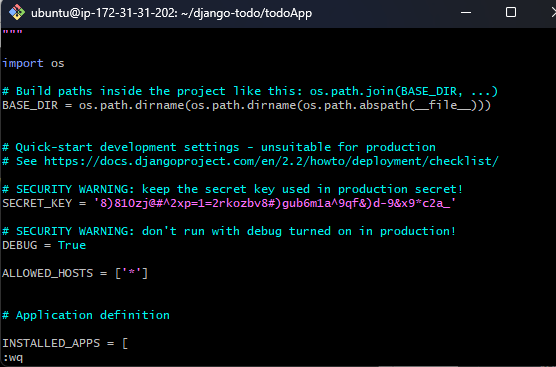 ubuntu@ip-172-31-31-202: ~/django-todo/todoApp
"""
import os
# Build paths inside the project like this: os.path.join(BASE_DIR, ...)
BASE_DIR = os.path.dirname(os.path.dirname(os.path.abspath(__file__)))
# Quick-start development settings - unsuitable for production
# See https://docs.djangoproject.com/en/2.2/howto/deployment/checklist/
# SECURITY WARNING: keep the secret key used in production secret!
SECRET_KEY = '8)810zj@#^2xp=1=2rkozbv8#)gub6m1a^9qf&)d-9&x9*c2a_'
# SECURITY WARNING: don't run with debug turned on in production!
DEBUG = True
ALLOWED_HOSTS = ['*']
# Application definition
INSTALLED_APPS = [
:wq